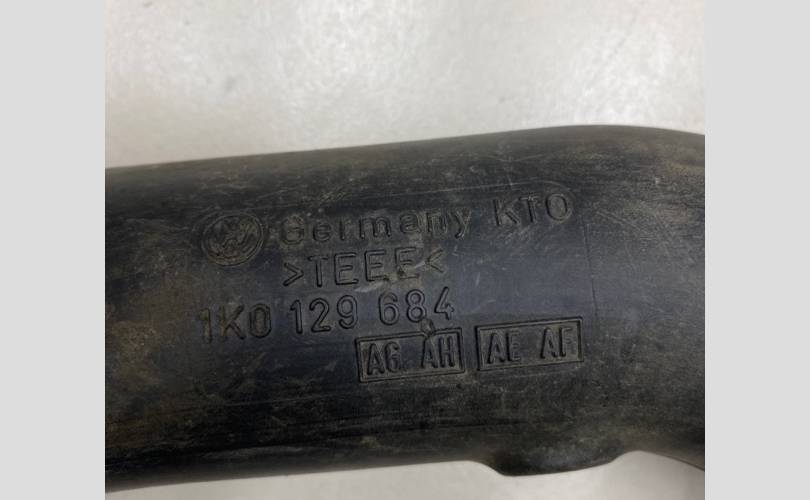 Germany KTO
>TEEE<
1K0 129 684
AG AH AE AF